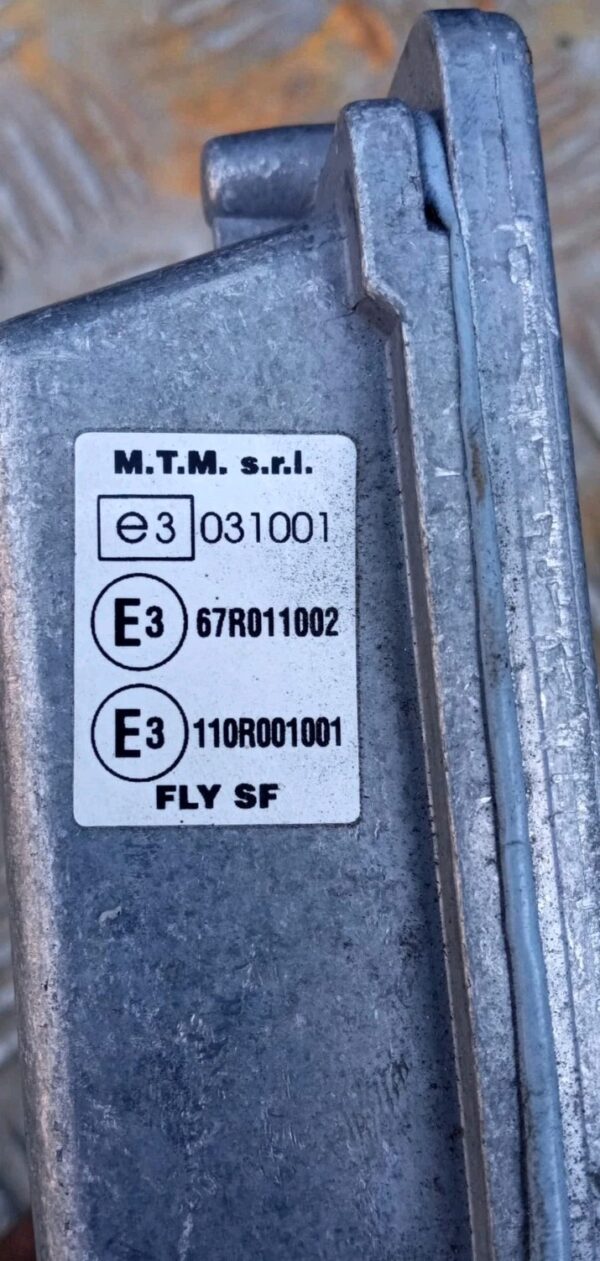 M.T.M. s.r.l.
e3 031001
E3 67R011002
E3 110R001001
FLY SF